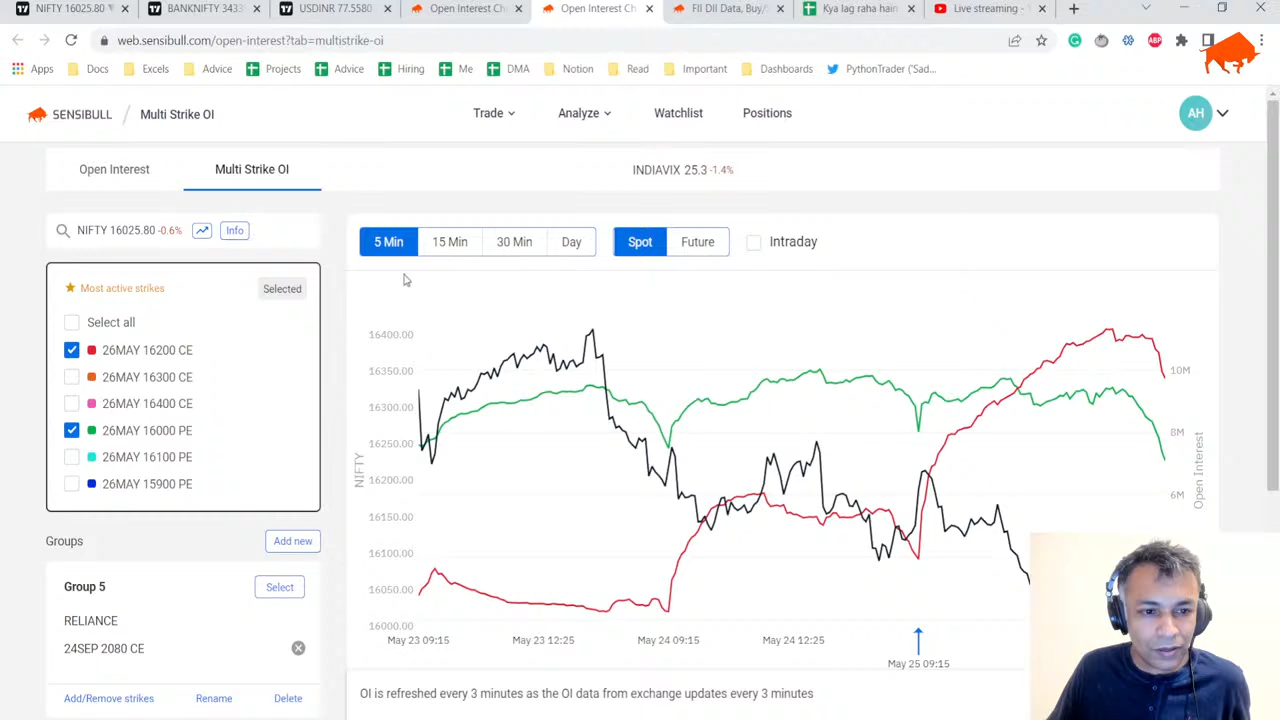 NIFTY 16025.80
BANKNIFTY 3433
USDINR 77.5580
Open Interest Ch
Open Interest Ch
FII DII Data, Buy/
Kya lag raha hain
Live streaming -
web.sensibull.com/open-interest?tab=multistrike-oi
Apps Docs Excels Advice Projects Advice Hiring Me DMA Notion Read Important Dashboards PythonTrader ('Sad...
ABP
SENSIBULL / Multi Strike OI Trade Analyze Watchlist Positions AH
Open Interest Multi Strike OI INDIAVIX 25.3 -1.4%
NIFTY 16025.80 -0.6% Info
5 Min 15 Min 30 Min Day Spot Future Intraday
Most active strikes Selected
Select all
26MAY 16200 CE
26MAY 16300 CE
26MAY 16400 CE
26MAY 16000 PE
26MAY 16100 PE
26MAY 15900 PE
Groups Add new
Group 5 Select
RELIANCE
24SEP 2080 CE
Add/Remove strikes Rename Delete
NIFTY
16400.00
16350.00
16300.00
16250.00
16200.00
16150.00
16100.00
16050.00
16000.00
10M
8M
6M
Open Interest
May 23 09:15 May 23 12:25 May 24 09:15 May 24 12:25
May 25 09:15
OI is refreshed every 3 minutes as the OI data from exchange updates every 3 minutes